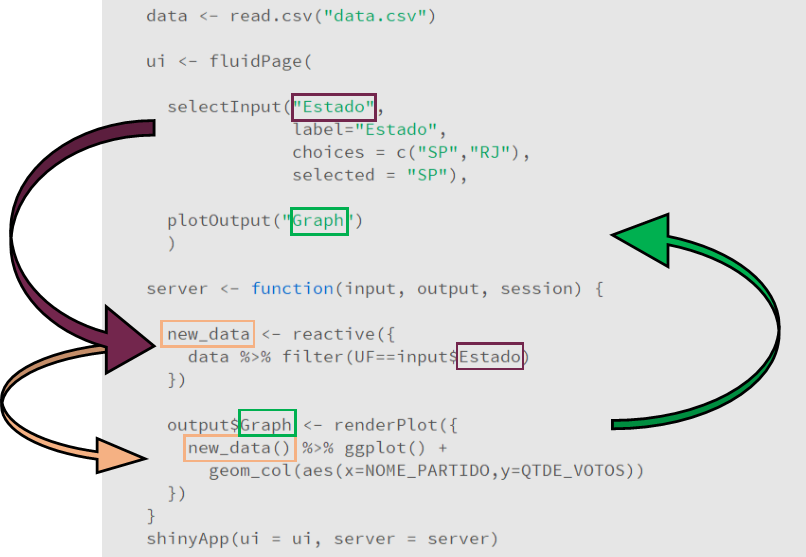 data <- read.csv("data.csv")
ui <- fluidPage(
selectInput("Estado",
label="Estado",
choices = c("SP","RJ"),
selected = "SP"),
plotOutput("Graph")
)
server <- function(input, output, session) {
new_data <- reactive({
data %>% filter(UF==input$Estado)
})
output$Graph <- renderPlot({
new_data() %>% ggplot() +
geom_col(aes(x=NOME_PARTIDO,y=QTDE_VOTOS))
})
}
shinyApp(ui = ui, server = server)